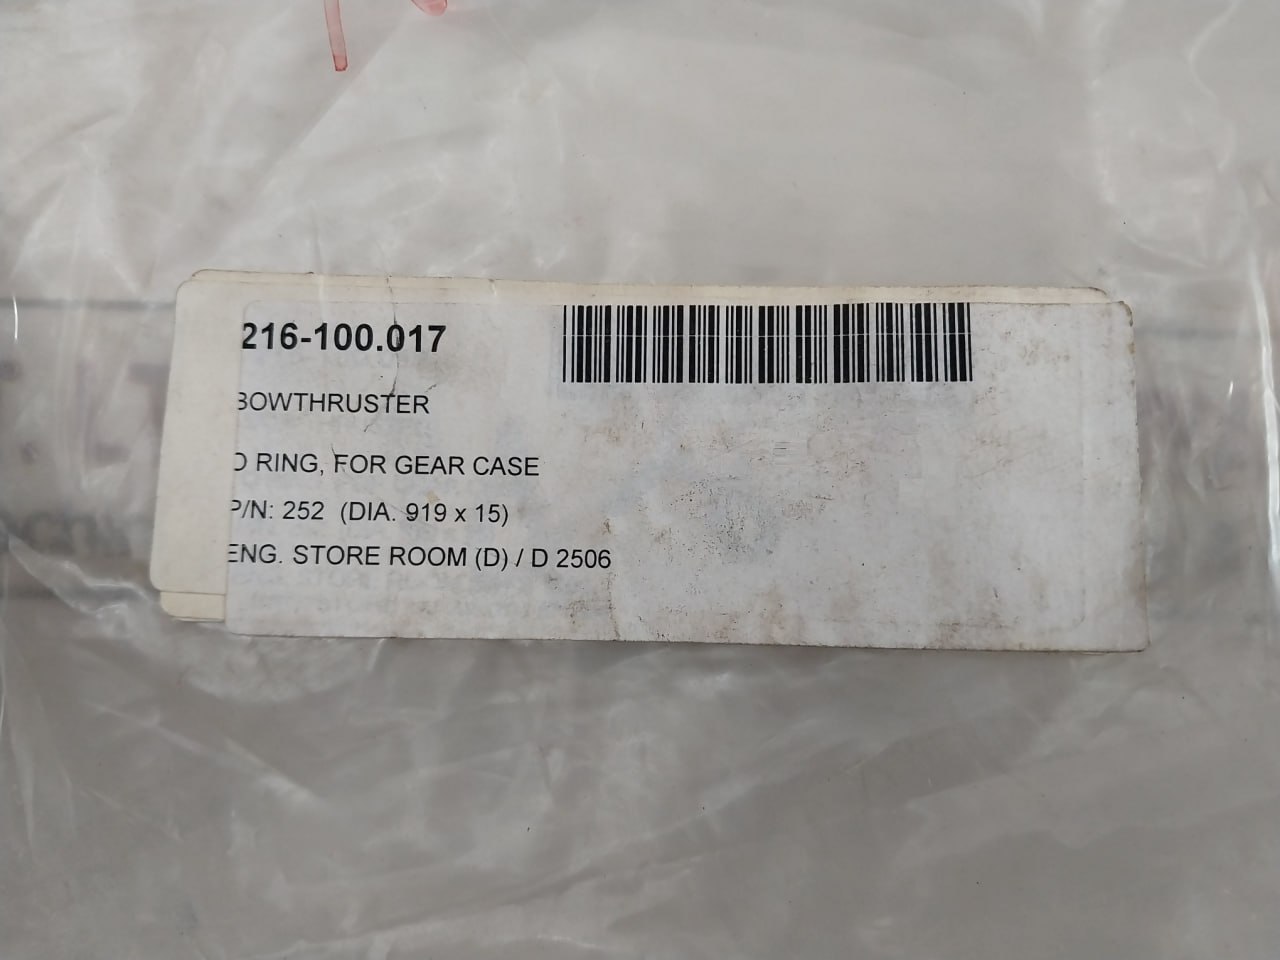 216-100.017
BOWTHRUSTER
O RING, FOR GEAR CASE
P/N: 252 (DIA. 919 x 15)
ENG. STORE ROOM (D) / D 2506